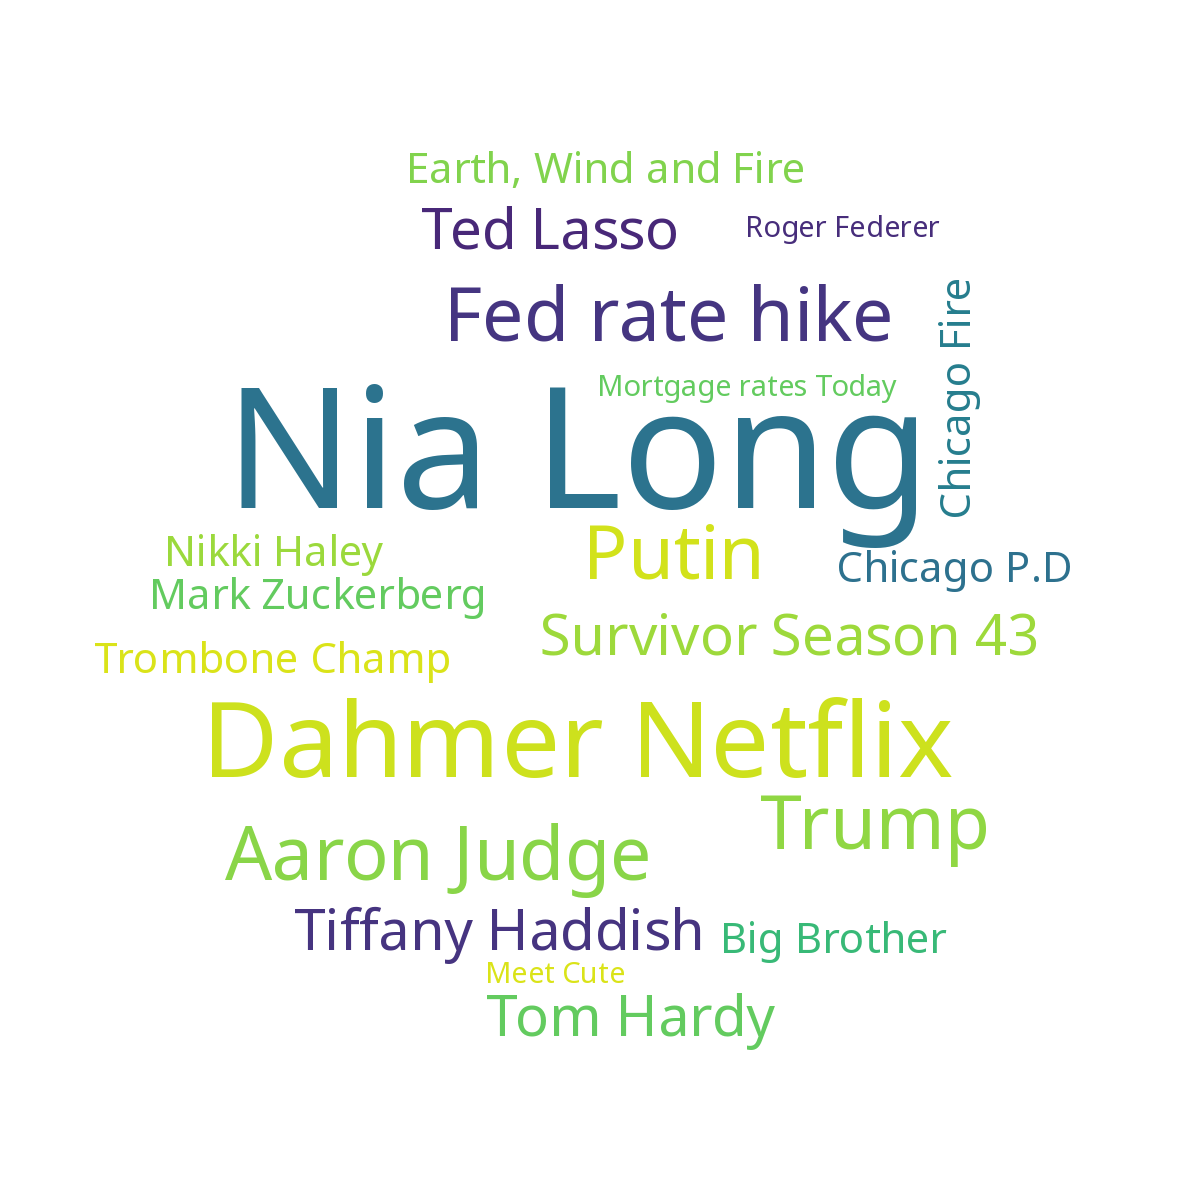 Earth, Wind and Fire
Ted Lasso
Roger Federer
Fed rate hike
Chicago Fire
Mortgage rates Today
Nia Long
Nikki Haley
Putin
Chicago P.D
Mark Zuckerberg
Survivor Season 43
Trombone Champ
Dahmer Netflix
Trump
Aaron Judge
Tiffany Haddish
Big Brother
Meet Cute
Tom Hardy